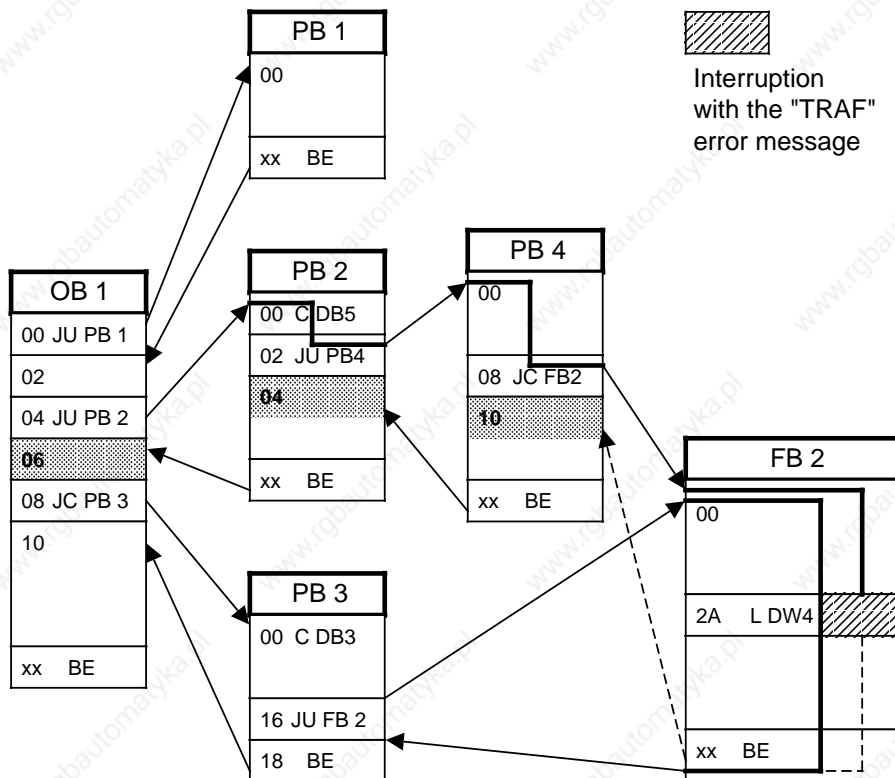 PB 1
00
xx BE
Interruption
with the "TRAF"
error message
OB 1
00 JU PB 1
02
04 JU PB 2
06
08 JC PB 3
10
xx BE
PB 2
00 C DB5
02 JU PB4
04
xx BE
PB 4
00
08 JC FB2
10
xx BE
FB 2
00
2A L DW4
xx BE
PB 3
00 C DB3
16 JU FB 2
18 BE
www.rgbautomatyka.pl